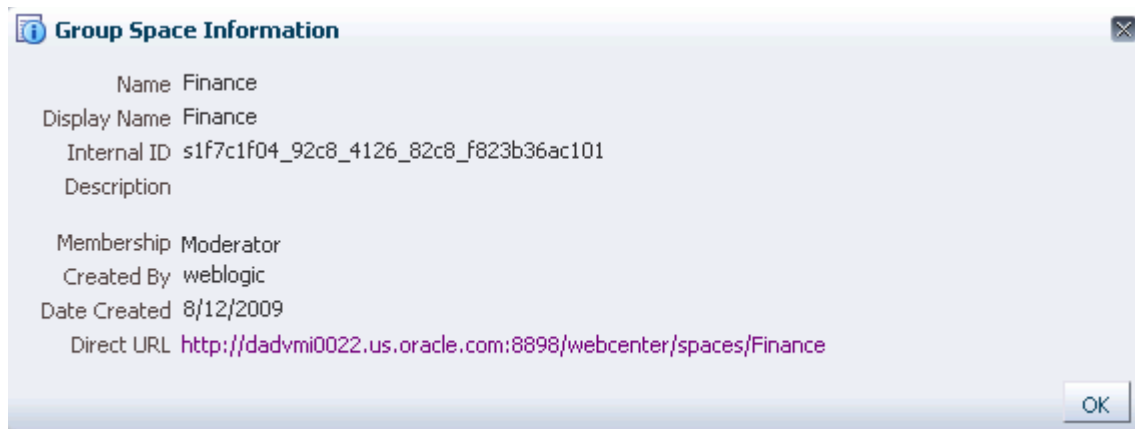 Group Space Information
Name Finance
Display Name Finance
Internal ID s1f7c1f04_92c8_4126_82c8_f823b36ac101
Description
Membership Moderator
Created By weblogic
Date Created 8/12/2009
Direct URL http://dadvmi0022.us.oracle.com:8898/webcenter/spaces/Finance
OK